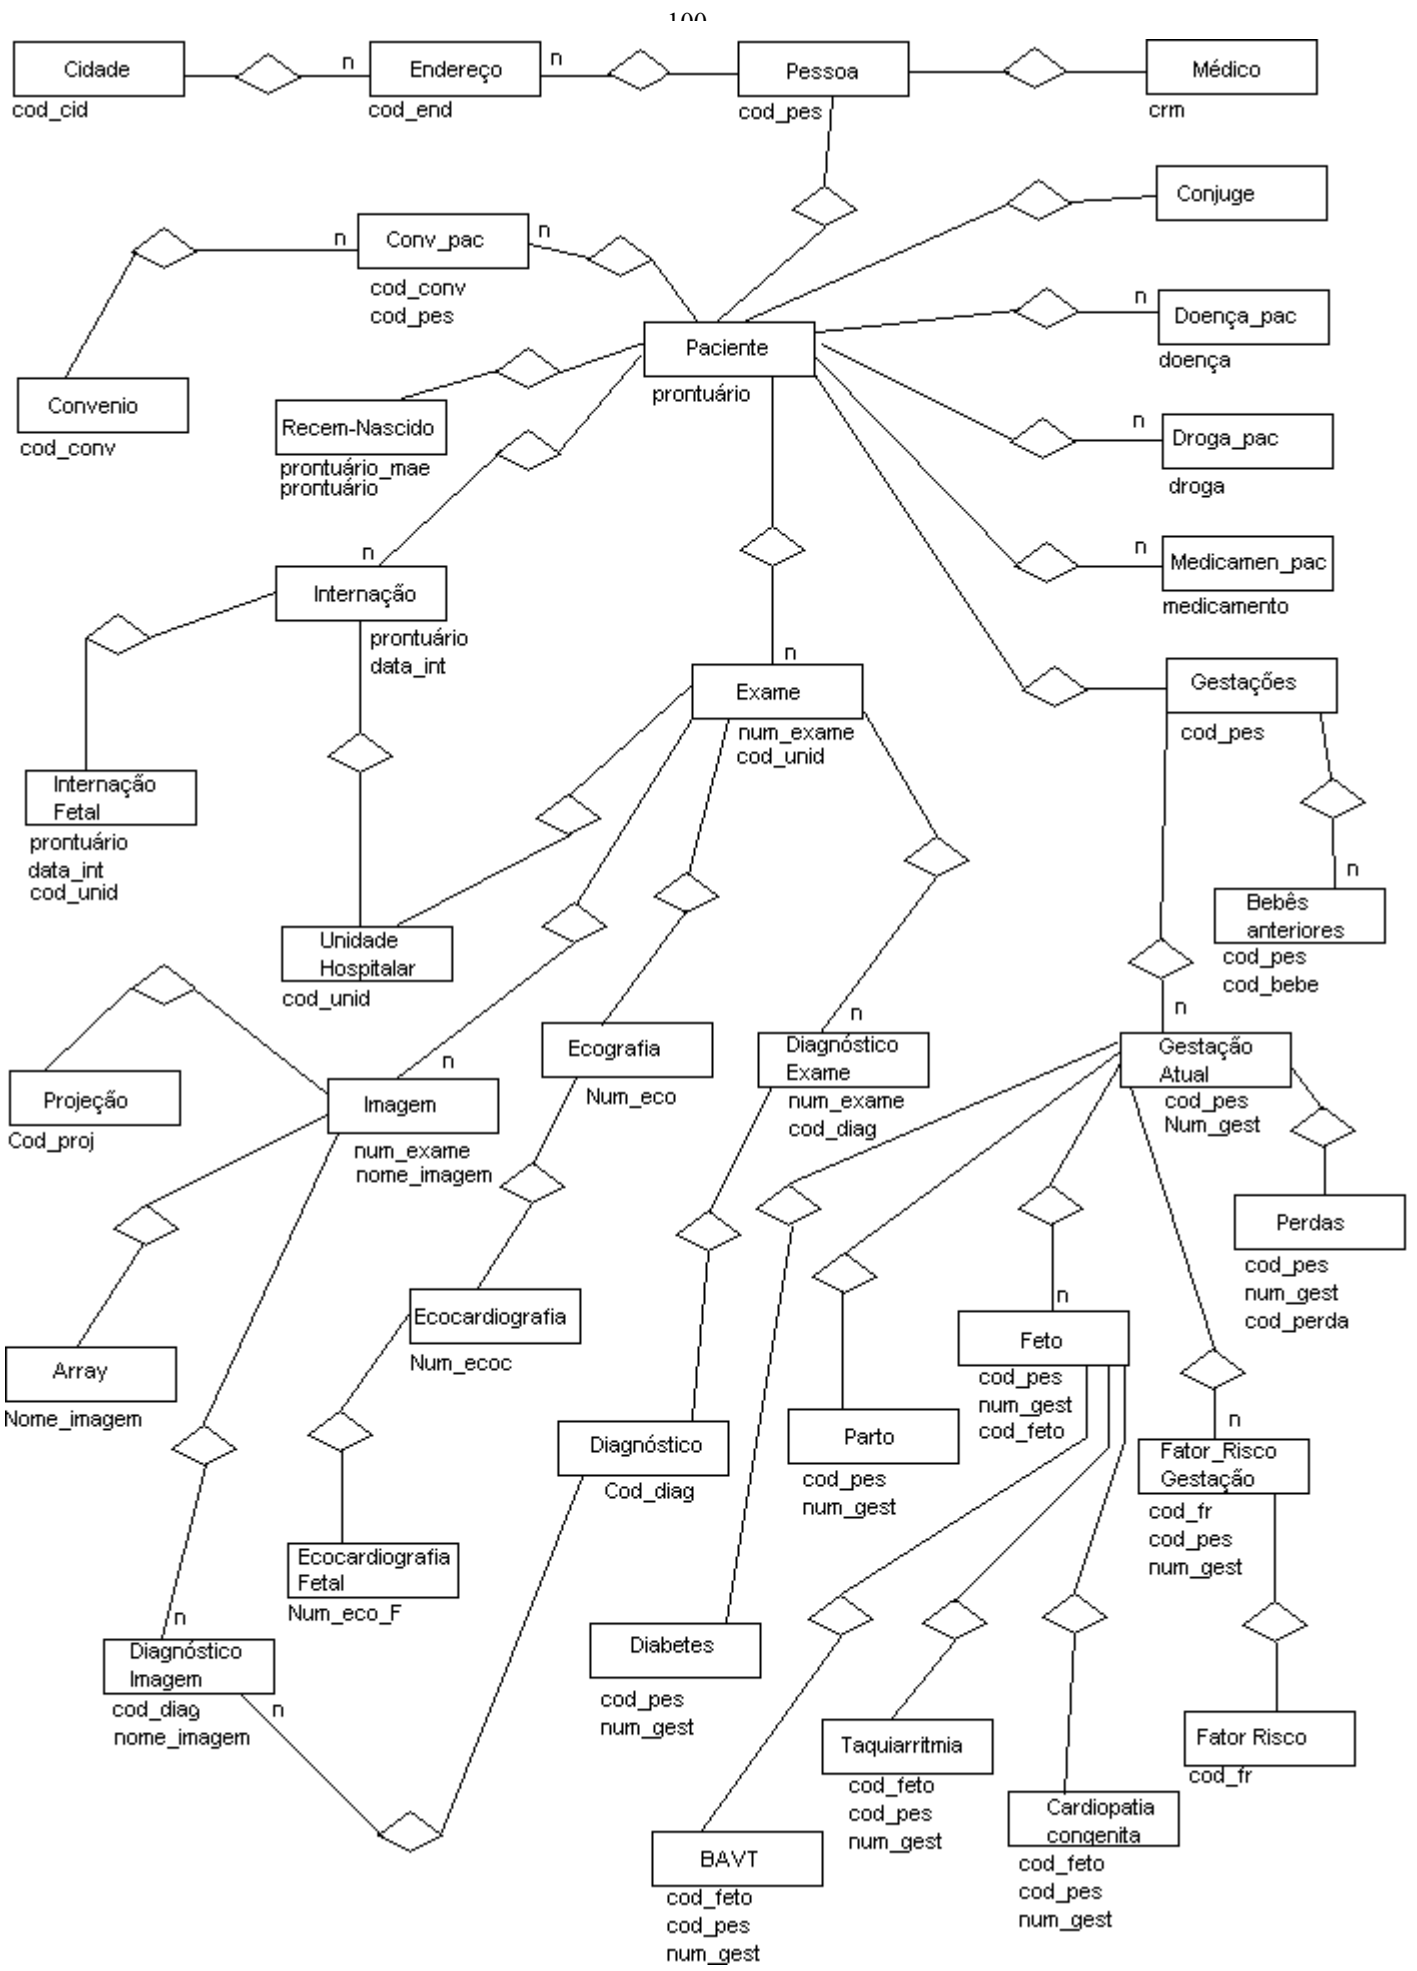 100
Cidade
n
Endereço
n
Pessoa
Médico
cod_cid
cod_end
cod_pes
crm
Conjuge
n
Conv_pac
n
cod_conv
cod_pes
n
Doença_pac
doença
Paciente
prontuário
Convenio
cod_conv
Recem-Nascido
prontuário_mae
prontuário
n
Droga_pac
droga
n
Medicamen_pac
medicamento
n
Internação
prontuário
data_int
n
Exame
num_exame
cod_unid
Gestações
cod_pes
Internação
Fetal
prontuário
data_int
cod_unid
n
Bebês
anteriores
cod_pes
cod_bebe
Unidade
Hospitalar
cod_unid
n
Gestação
Atual
cod_pes
Num_gest
Ecografia
Num_eco
n
Diagnóstico
Exame
num_exame
cod_diag
Projeção
Cod_proj
n
Imagem
num_exame
nome_imagem
Perdas
cod_pes
num_gest
cod_perda
Ecocardiografia
Num_ecoc
n
Feto
cod_pes
num_gest
cod_feto
Array
Nome_imagem
Parto
cod_pes
num_gest
Diagnóstico
Cod_diag
n
Fator_Risco
Gestação
cod_fr
cod_pes
num_gest
Ecocardiografia
Fetal
Num_eco_F
n
Diagnóstico
Imagem
n
cod_diag
nome_imagem
Diabetes
cod_pes
num_gest
Taquiarritmia
cod_feto
cod_pes
num_gest
Fator Risco
cod_fr
Cardiopatia
congenita
cod_feto
cod_pes
num_gest
BAVT
cod_feto
cod_pes
num_gest